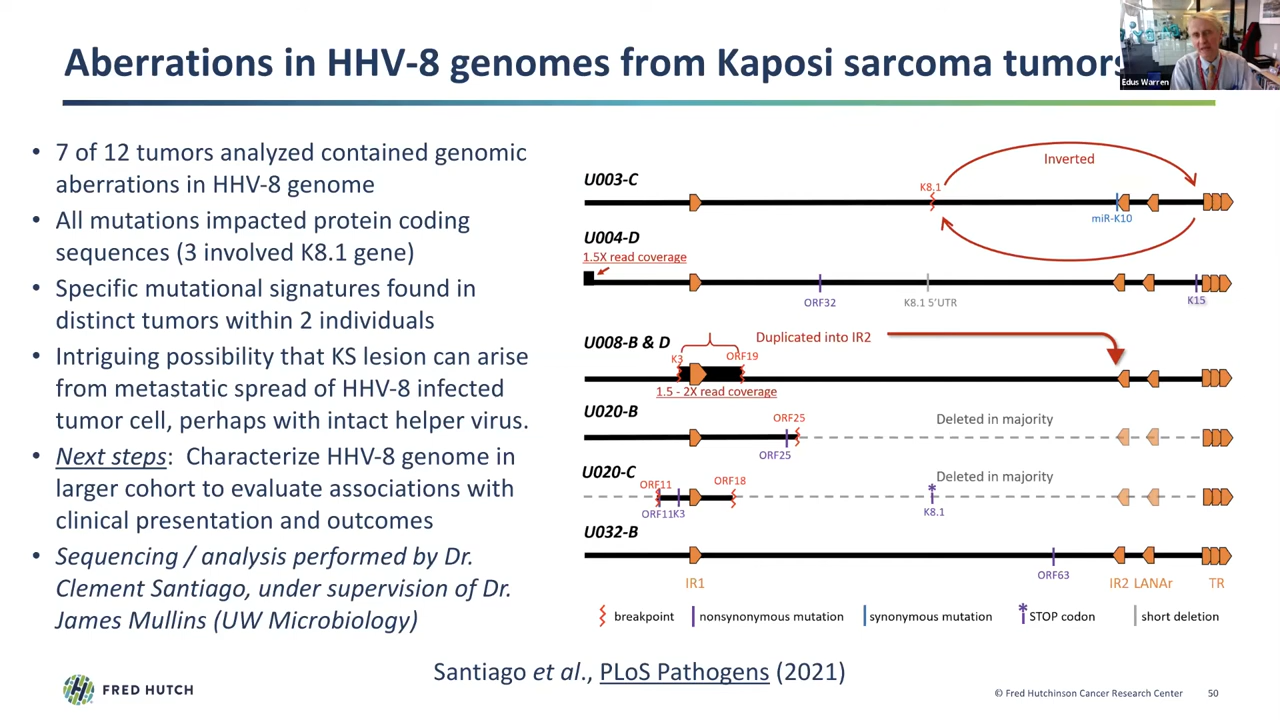 Aberrations in HHV-8 genomes from Kaposi sarcoma tumors
Edus Warren
• 7 of 12 tumors analyzed contained genomic
aberrations in HHV-8 genome
• All mutations impacted protein coding
sequences (3 involved K8.1 gene)
• Specific mutational signatures found in
distinct tumors within 2 individuals
• Intriguing possibility that KS lesion can arise
from metastatic spread of HHV-8 infected
tumor cell, perhaps with intact helper virus.
• Next steps: Characterize HHV-8 genome in
larger cohort to evaluate associations with
clinical presentation and outcomes
• Sequencing / analysis performed by Dr.
Clement Santiago, under supervision of Dr.
James Mullins (UW Microbiology)
Inverted
U003-C
K8.1
miR-K10
U004-D
1.5X read coverage
ORF32
K8.1 5'UTR
K15
U008-B & D
Duplicated into IR2
K3
ORF19
1.5 - 2X read coverage
U020-B
ORF25
Deleted in majority
ORF25
U020-C
ORF11
ORF18
Deleted in majority
*
ORF11K3
K8.1
U032-B
ORF63
IR1
IR2 LANAr
TR
breakpoint
nonsynonymous mutation
synonymous mutation
* STOP codon
short deletion
Santiago et al., PLoS Pathogens (2021)
FRED HUTCH
© Fred Hutchinson Cancer Research Center
50